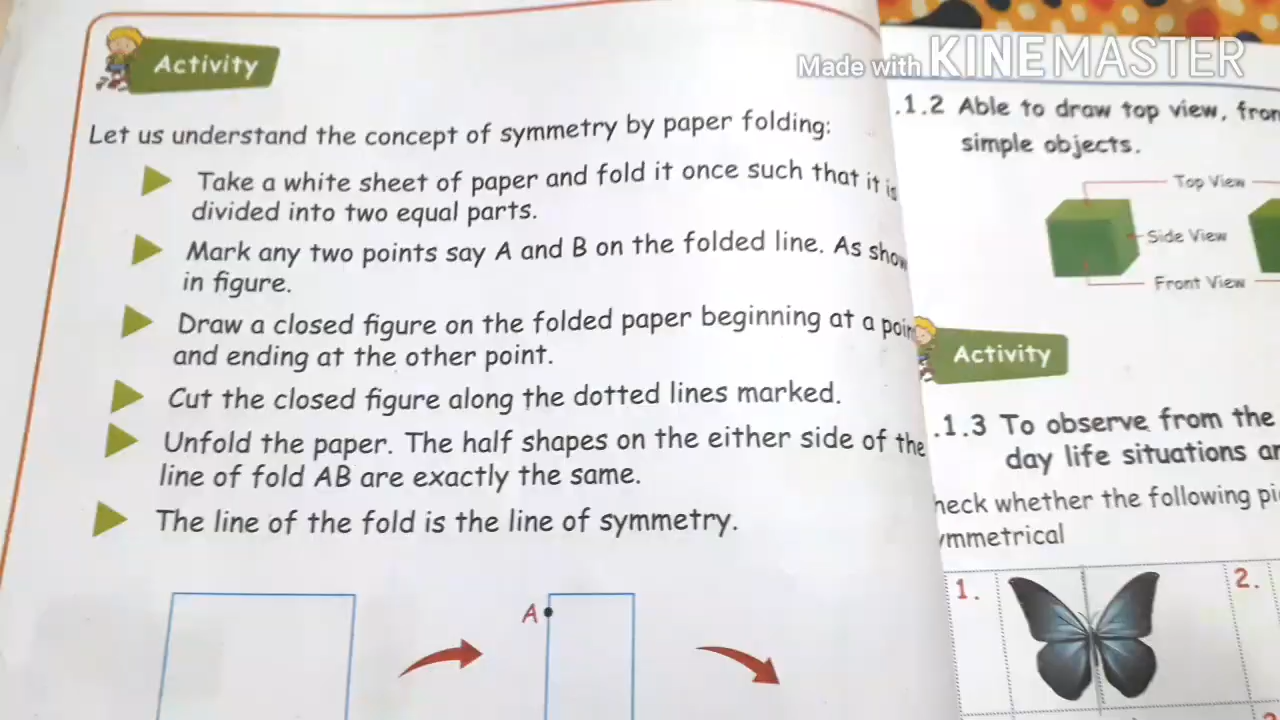 Activity
Let us understand the concept of symmetry by paper folding:
Take a white sheet of paper and fold it once such that it is
divided into two equal parts.
Mark any two points say A and B on the folded line. As
in figure.
Draw a closed figure on the folded paper beginning at a
and ending at the other point.
Cut the closed figure along the dotted lines marked.
Unfold the paper. The half shapes on the either side of the
line of fold AB are exactly the same.
The line of the fold is the line of symmetry.
A
Made with KINEMASTER
.1.2 Able to draw top view,
simple objects.
Top View
Side View
Front View
Activity
.1.3 To observe from the
day life situations
whether the following
1.
2.